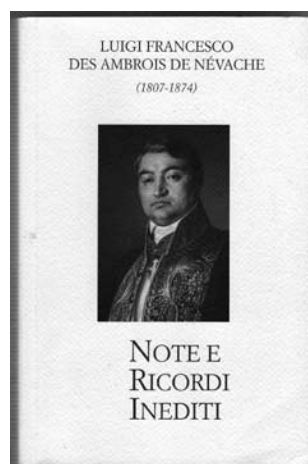 LUIGI FRANCESCO
DES AMBROIS DE NÉVACHE
(1807-1874)
NOTE E
RICORDI
INEDITI